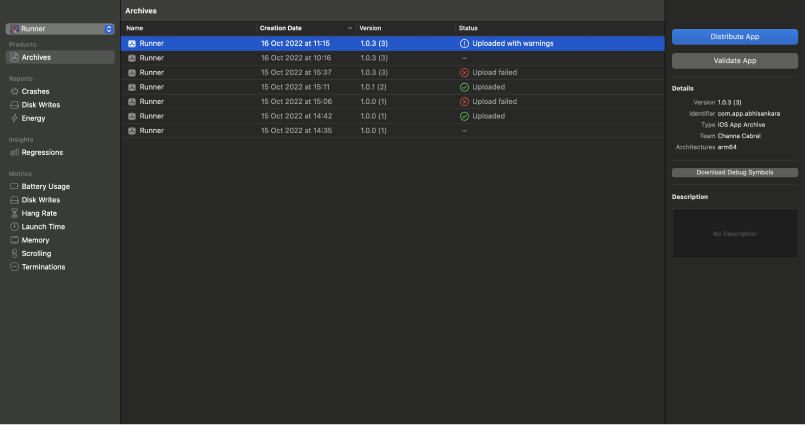 Archives
Runner
Products
Archives
Reports
Crashes
Disk Writes
Energy
Insights
Regressions
Metrics
Battery Usage
Disk Writes
Hang Rate
Launch Time
Memory
Scrolling
Terminations
Name Creation Date Version Status
Runner 16 Oct 2022 at 11:15 1.0.3 (3) Uploaded with warnings
Runner 16 Oct 2022 at 10:16 1.0.3 (3) –
Runner 15 Oct 2022 at 15:37 1.0.3 (3) Upload failed
Runner 15 Oct 2022 at 15:11 1.0.1 (2) Uploaded
Runner 15 Oct 2022 at 15:06 1.0.0 (1) Upload failed
Runner 15 Oct 2022 at 14:42 1.0.0 (1) Uploaded
Runner 15 Oct 2022 at 14:35 1.0.0 (1) –
Distribute App
Validate App
Details
Version 1.0.3 (3)
Identifier com.app.abhisankara
Type iOS App Archive
Team Channa Cabral
Architectures arm64
Download Debug Symbols
Description
No Description